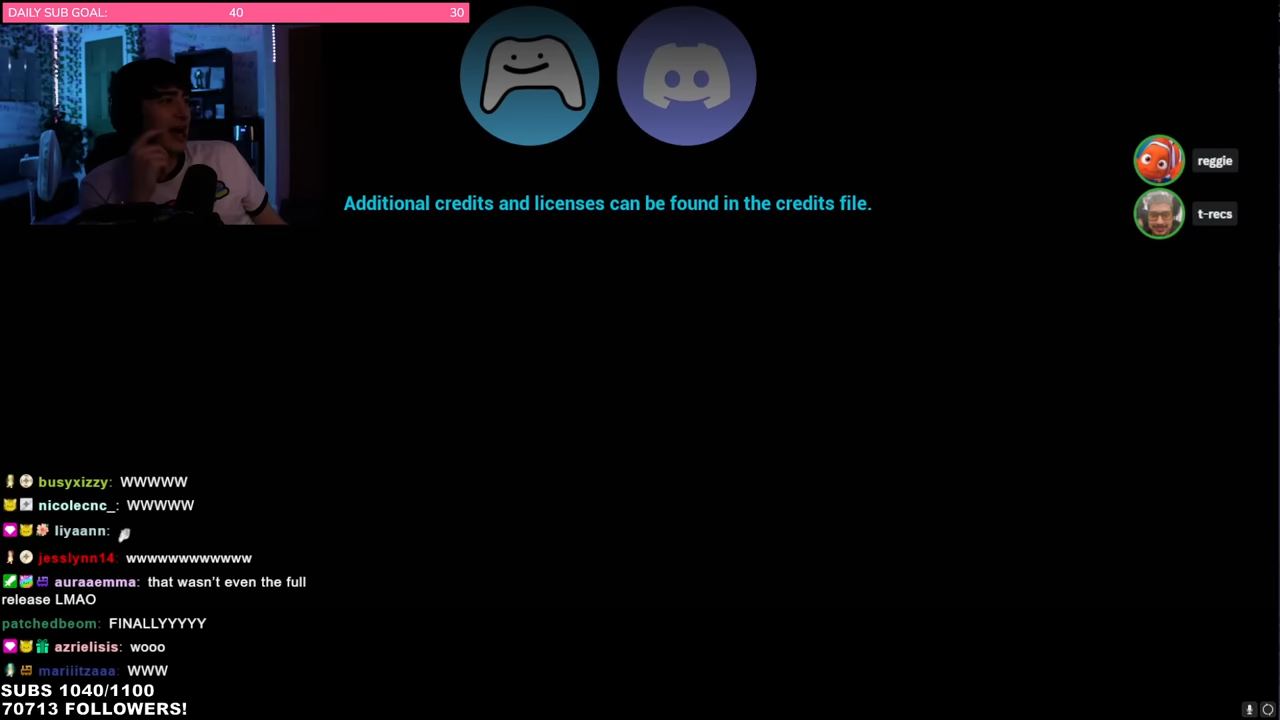 DAILY SUB GOAL: 40 30
reggie
Additional credits and licenses can be found in the credits file.
t-recs
busyxizzy: WWWWW
nicolecnc_: WWWWW
liyaann:
jesslynn14: wwwwwwwwwwww
auraaemma: that wasn't even the full
release LMAO
patchedbeom: FINALLYYYYY
azrielisis: wooo
mariiitzaaa: WWW
SUBS 1040/1100
70713 FOLLOWERS!